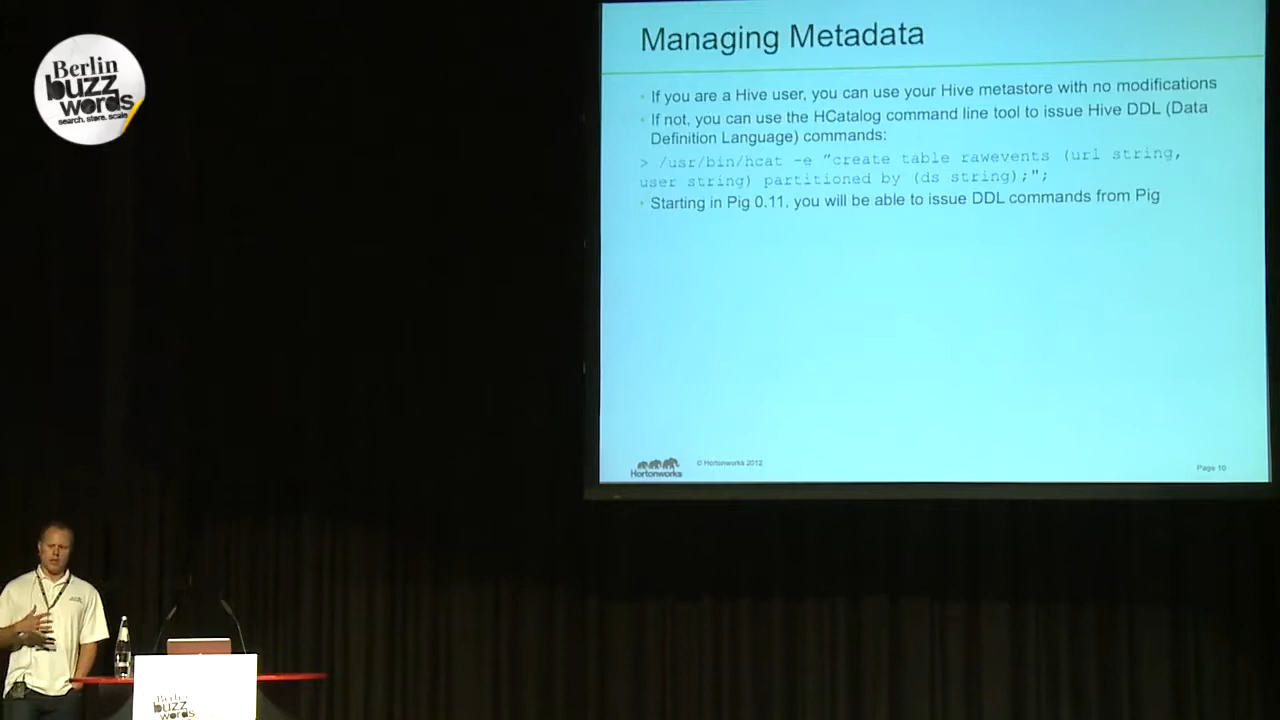 Berlin
buzz
words
search. store. scale.
Managing Metadata
If you are a Hive user, you can use your Hive metastore with no modifications
If not, you can use the HCatalog command line tool to issue Hive DDL (Data
Definition Language) commands:
> /usr/bin/hcat -e "create table rawevents (url string,
user string) partitioned by (ds string);";
Starting in Pig 0.11, you will be able to issue DDL commands from Pig
Hortonworks
© Hortonworks 2012
Page 10
Berlin
buzz
words